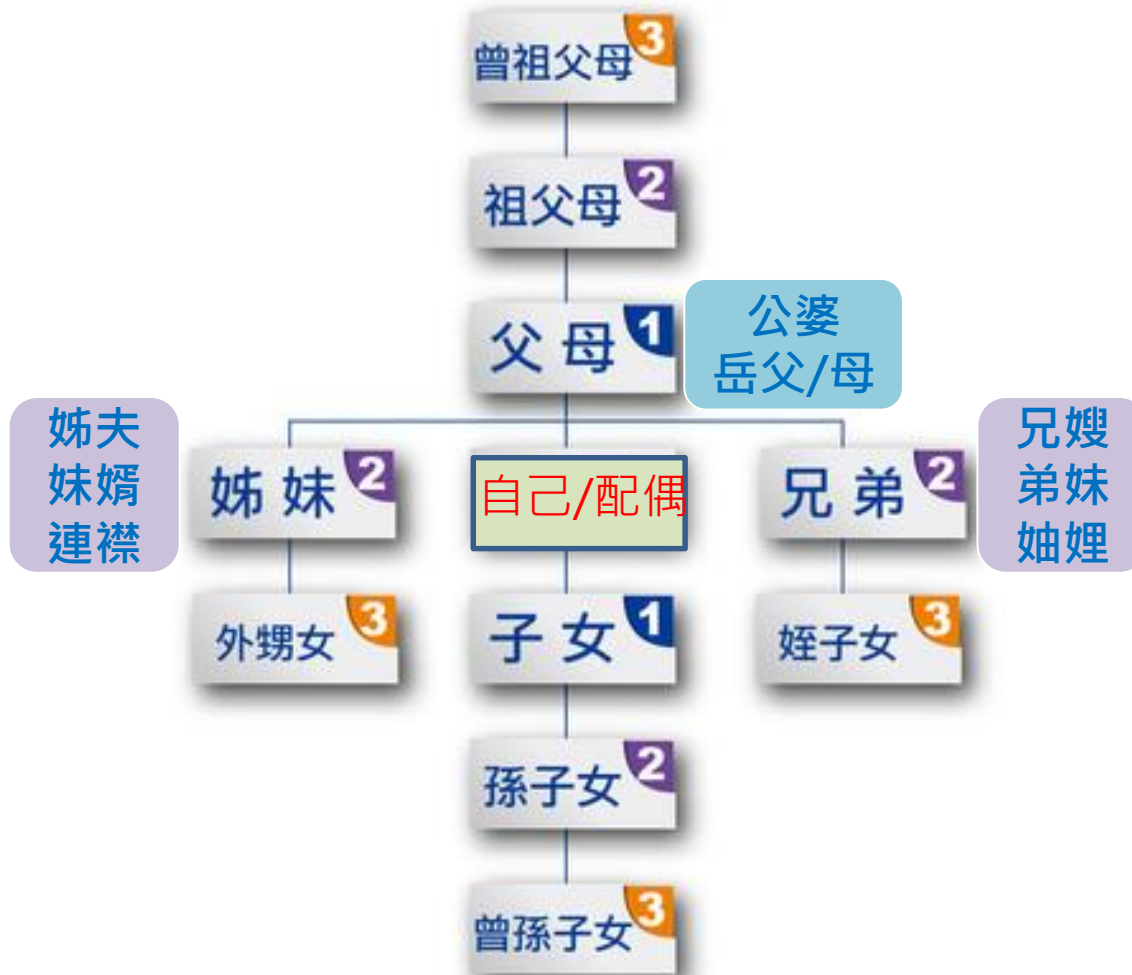 曾祖父母 3
祖父母 2
父母 1
公婆
岳父/母
姊夫
妹婿
連襟
姊妹 2
自己/配偶
兄弟 2
兄嫂
弟妹
妯娌
外甥女 3
子女 1
姪子女 3
孫子女 2
曾孫子女 3